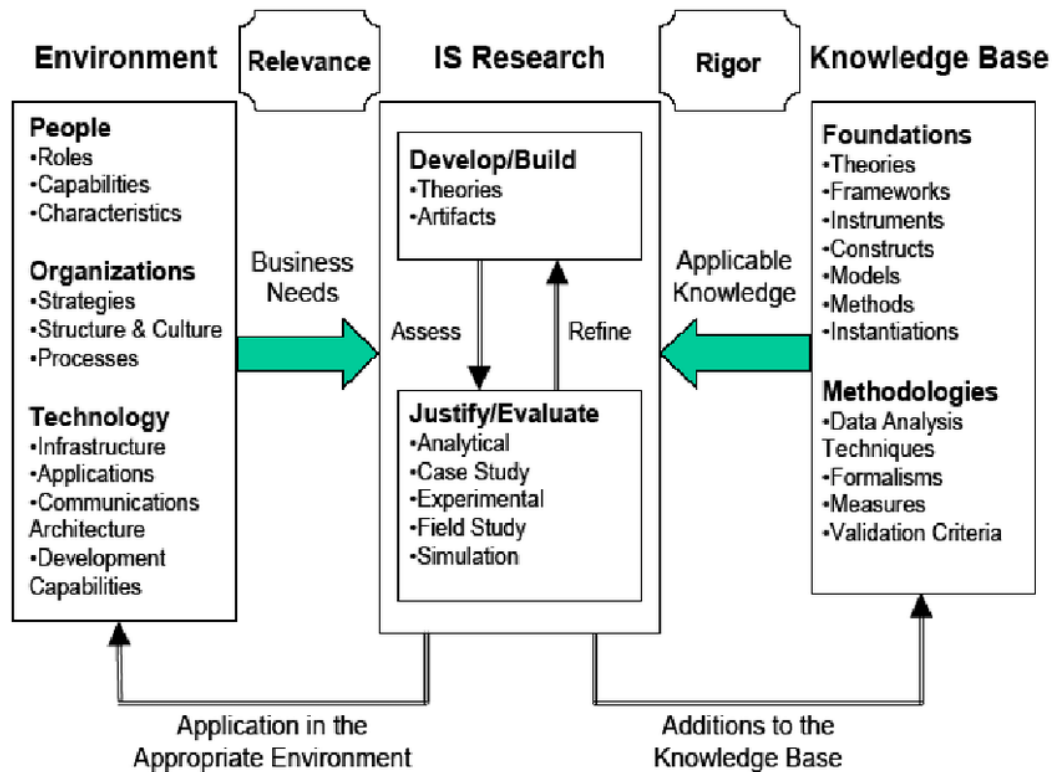 Environment
Relevance
IS Research
Rigor
Knowledge Base
People
•Roles
•Capabilities
•Characteristics
Organizations
•Strategies
•Structure & Culture
•Processes
Technology
•Infrastructure
•Applications
•Communications
Architecture
•Development
Capabilities
Business
Needs
Develop/Build
•Theories
•Artifacts
Assess
Refine
Justify/Evaluate
•Analytical
•Case Study
•Experimental
•Field Study
•Simulation
Applicable
Knowledge
Foundations
•Theories
•Frameworks
•Instruments
•Constructs
•Models
•Methods
•Instantiations
Methodologies
•Data Analysis
Techniques
•Formalisms
•Measures
•Validation Criteria
Application in the
Appropriate Environment
Additions to the
Knowledge Base